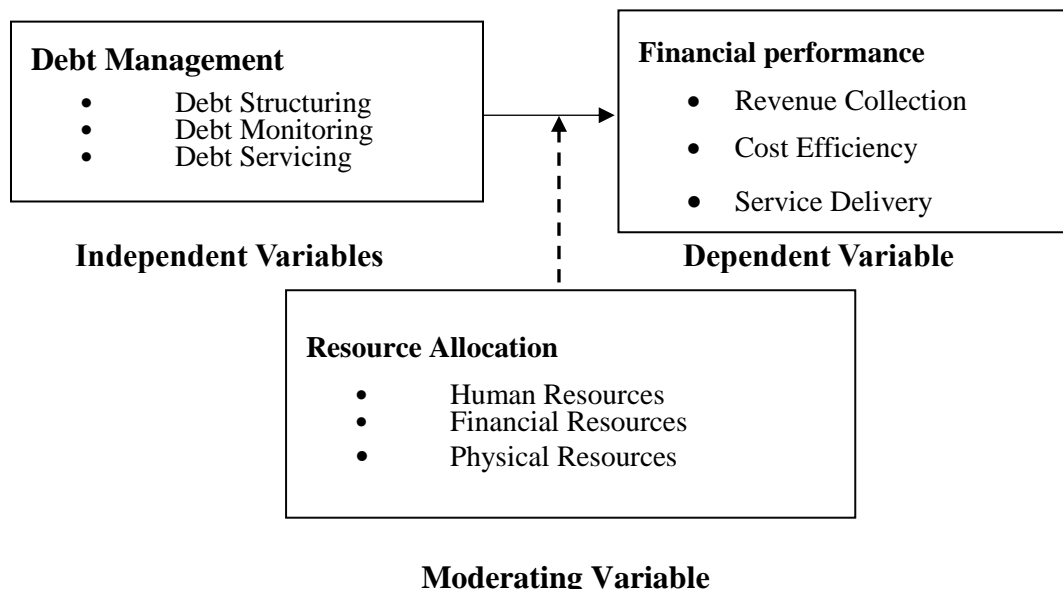 Debt Management
• Debt Structuring
• Debt Monitoring
• Debt Servicing
Independent Variables
Financial performance
• Revenue Collection
• Cost Efficiency
• Service Delivery
Dependent Variable
Resource Allocation
• Human Resources
• Financial Resources
• Physical Resources
Moderating Variable